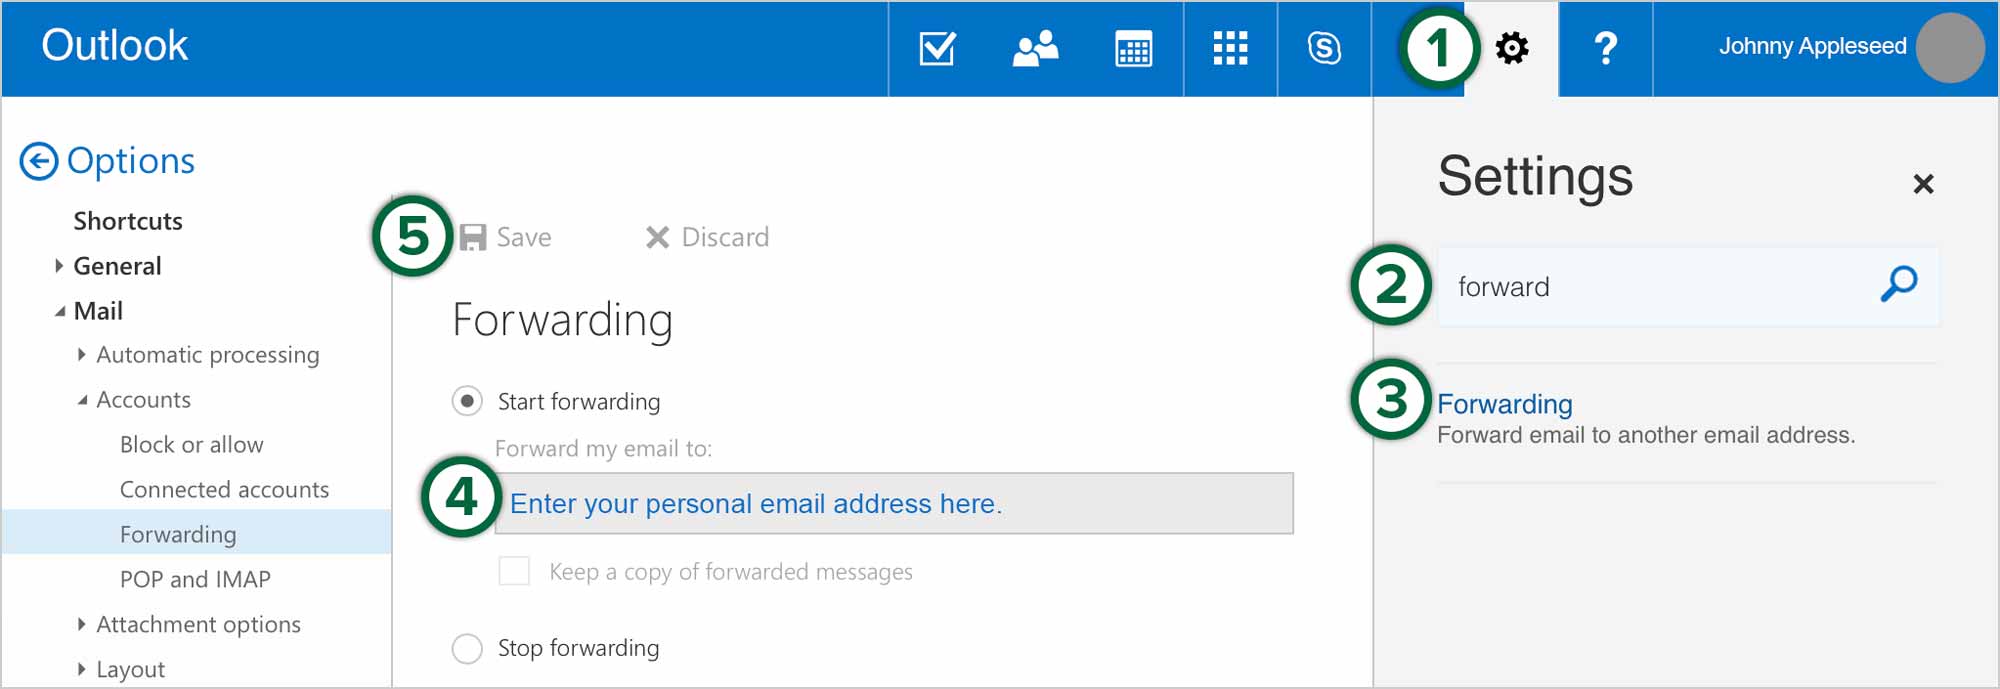 Outlook
1
?
Johnny Appleseed
Options
Shortcuts
General
Mail
Automatic processing
Accounts
Block or allow
Connected accounts
Forwarding
POP and IMAP
Attachment options
Layout
5 Save
Discard
Forwarding
Start forwarding
Forward my email to:
4 Enter your personal email address here.
Keep a copy of forwarded messages
Stop forwarding
Settings
2 forward
3 Forwarding
Forward email to another email address.